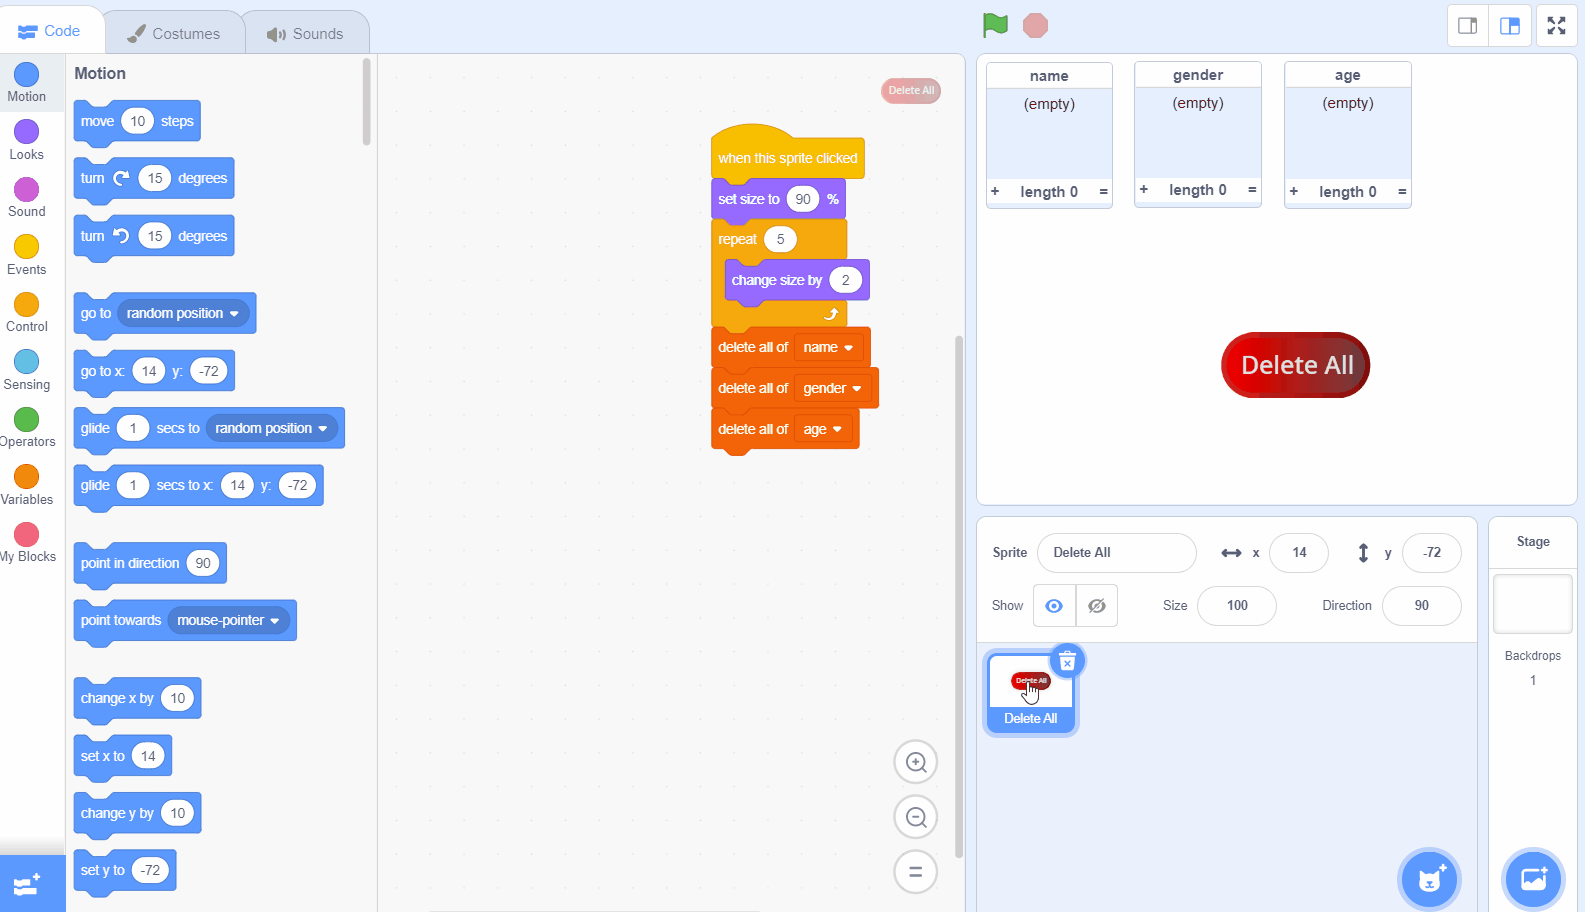 Code
Costumes
Sounds
Motion
Looks
Sound
Events
Control
Sensing
Operators
Variables
My Blocks
Motion
move 10 steps
turn 15 degrees
turn 15 degrees
go to random position
go to x: 14 y: -72
glide 1 secs to random position
glide 1 secs to x: 14 y: -72
point in direction 90
point towards mouse-pointer
change x by 10
set x to 14
change y by 10
set y to -72
Delete All
when this sprite clicked
set size to 90 %
repeat 5
change size by 2
delete all of name
delete all of gender
delete all of age
name
(empty)
+ length 0 =
gender
(empty)
+ length 0 =
age
(empty)
+ length 0 =
Delete All
Sprite Delete All x 14 y -72
Show Size 100 Direction 90
Delete All
Delete All
Stage
Backdrops
1